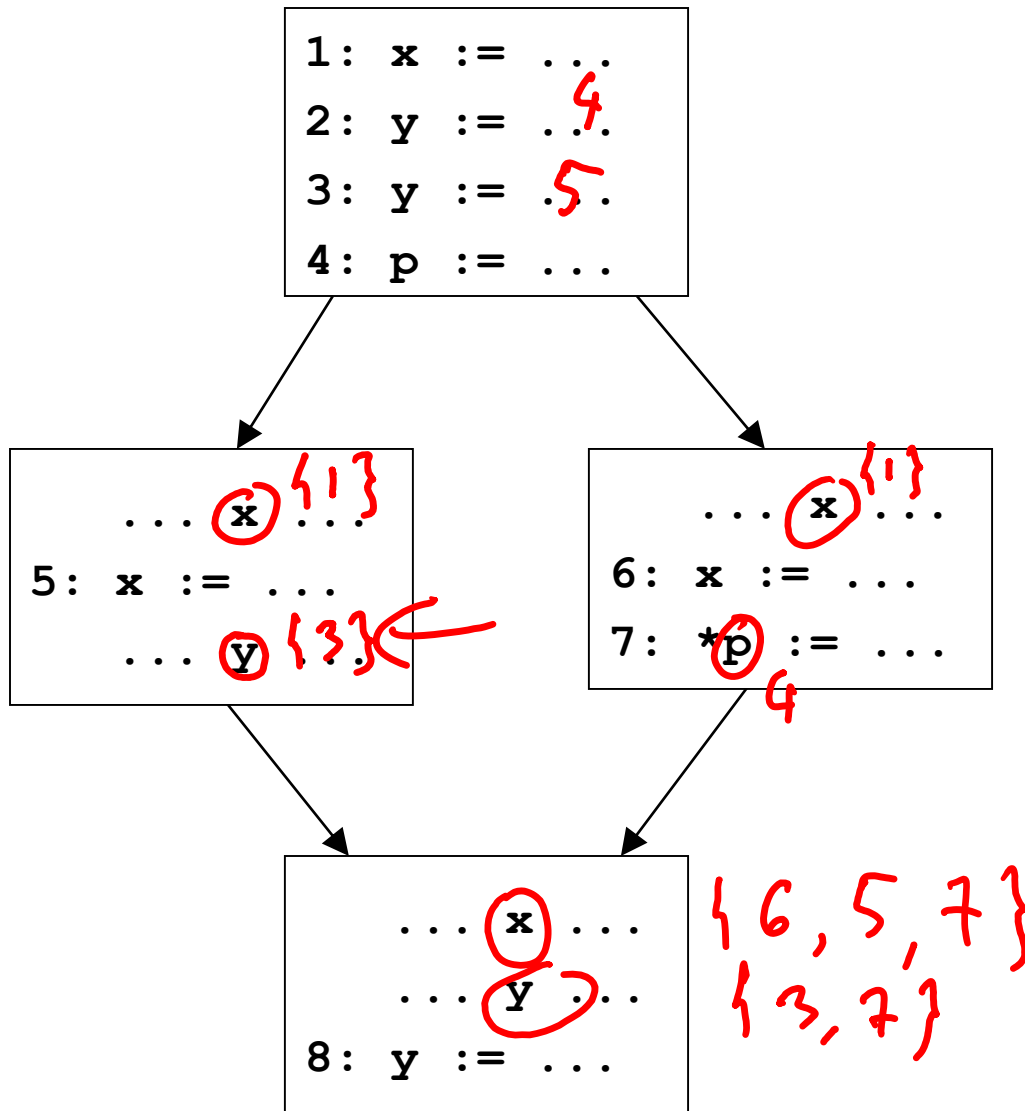 1: x := ...
4
2: y := ...
3: y := ...
5
4: p := ...
... x ... {1}
5: x := ...
... y ... {3}
... x ... {1}
6: x := ...
7: *p := ...
4
... x ... {6, 5, 7}
... y ... {3, 7}
8: y := ...